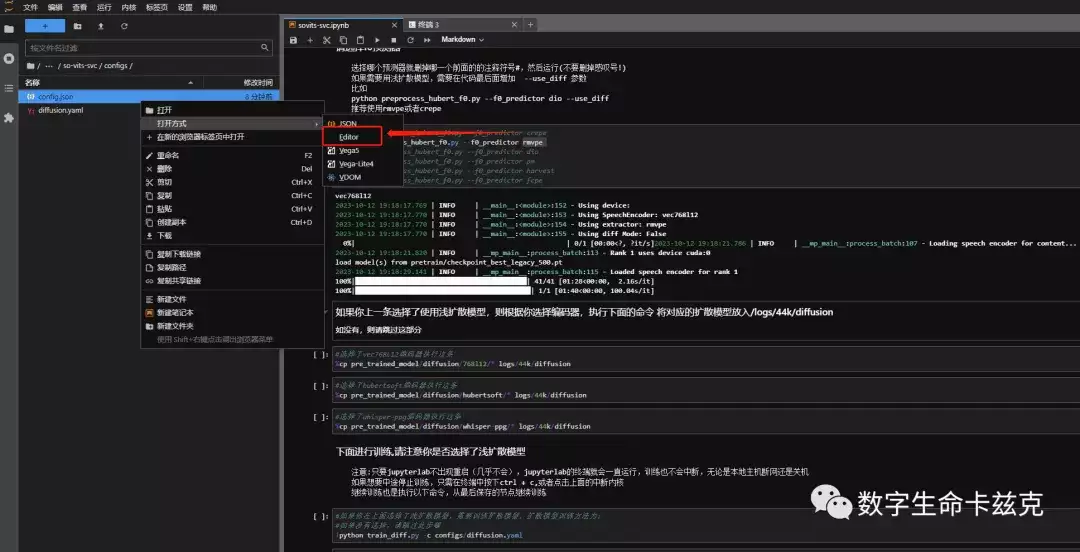 文件 编辑 查看 运行 内核 标签页 设置 帮助
按文件名过滤
/ ··· / so-vits-svc / configs /
名称 修改时间
config.json 8 分钟前
diffusion.yaml
打开
打开方式
在新的浏览器标签页中打开
重命名 F2
删除 Del
剪切 Ctrl+X
复制 Ctrl+C
粘贴 Ctrl+V
创建副本 Ctrl+D
下载
复制下载链接
复制路径
复制共享链接
新建文件
新建笔记本
新建文件夹
使用 Shift+右键点击调出浏览器菜单
JSON
Editor
Vega5
Vega-Lite4
VDOM
sovits-svc.ipynb
终端 3
Markdown
选择哪个预测器就删掉哪一个前面的的注释符号#, 然后运行(不要删掉感叹号!)
如果需要用浅扩散模型, 需要在代码最后面增加 --use_diff 参数
比如
python preprocess_hubert_f0.py --f0_predictor dio --use_diff
推荐使用rmvpe或者crepe
_f0.py --f0_predictor crepe
s_hubert_f0.py --f0_predictor rmvpe
s_hubert_f0.py --f0_predictor dio
s_hubert_f0.py --f0_predictor pm
s_hubert_f0.py --f0_predictor harvest
s_hubert_f0.py --f0_predictor fcpe
vec768l12
2023-10-12 19:18:17.769 | INFO | __main__:<module>:152 - Using device:
2023-10-12 19:18:17.770 | INFO | __main__:<module>:153 - Using SpeechEncoder: vec768l12
2023-10-12 19:18:17.770 | INFO | __main__:<module>:154 - Using extractor: rmvpe
2023-10-12 19:18:17.770 | INFO | __main__:<module>:155 - Using diff Mode: False
0%| | 0/1 [00:00<?, ?it/s]2023-10-12 19:18:21.786 | INFO | __mp_main__:process_batch:107 - Loading speech encoder for content...
2023-10-12 19:18:21.820 | INFO | __mp_main__:process_batch:113 - Rank 1 uses device cuda:0
load model(s) from pretrain/checkpoint_best_legacy_500.pt
2023-10-12 19:18:29.141 | INFO | __mp_main__:process_batch:115 - Loaded speech encoder for rank 1
100%| | 41/41 [01:28<00:00, 2.16s/it]
100%| | 1/1 [01:40<00:00, 100.04s/it]
如果你上一条选择了使用浅扩散模型，则根据你选择编码器，执行下面的命令 将对应的扩散模型放入/logs/44k/diffusion
如没有，则请跳过这部分
[ ]: #选择了vec768l12编码器执行这条
%cp pre_trained_model/diffusion/768l12/* logs/44k/diffusion
[ ]: #选择了hubertsoft编码器执行这条
%cp pre_trained_model/diffusion/hubertsoft/* logs/44k/diffusion
[ ]: #选择了whisper-ppg编码器执行这条
%cp pre_trained_model/diffusion/whisper-ppg/* logs/44k/diffusion
下面进行训练,请注意你是否选择了浅扩散模型
注意:只要jupyterlab不出现重启（几乎不会）, jupyterlab的终端就会一直运行, 训练也不会中断, 无论是本地主机断网还是关机
如果想要中途停止训练, 只需在终端中按下ctrl + c,或者点击上面的中断内核
继续训练也是执行以下命令, 从最后保存的节点继续训练
[ ]: #如果你在上面选择了浅扩散模型, 需要训练扩散模型, 扩散模型训练方法为:
#如果没有选择, 请跳过此步骤
!python train_diff.py -c configs/diffusion.yaml
数字生命卡兹克